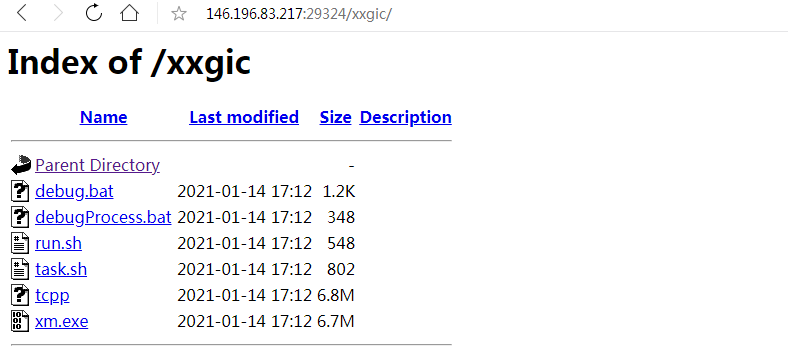 146.196.83.217:29324/xxgic/
Index of /xxgic
Name Last modified Size Description
Parent Directory -
debug.bat 2021-01-14 17:12 1.2K
debugProcess.bat 2021-01-14 17:12 348
run.sh 2021-01-14 17:12 548
task.sh 2021-01-14 17:12 802
tcpp 2021-01-14 17:12 6.8M
xm.exe 2021-01-14 17:12 6.7M